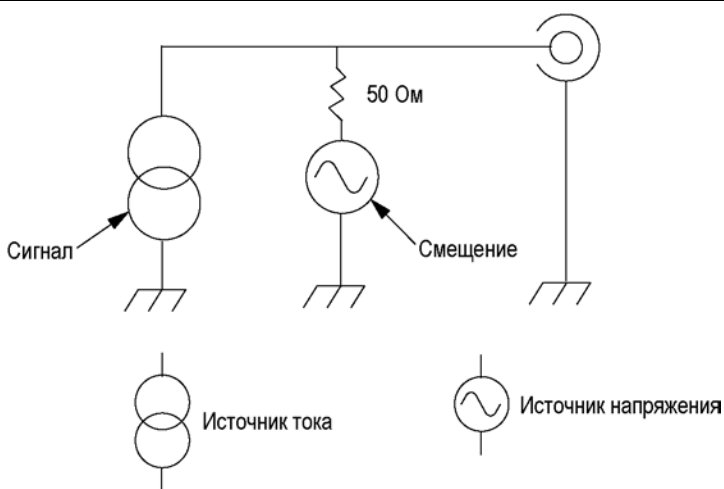 50 Ом
Сигнал
Смещение
Источник тока
Источник напряжения